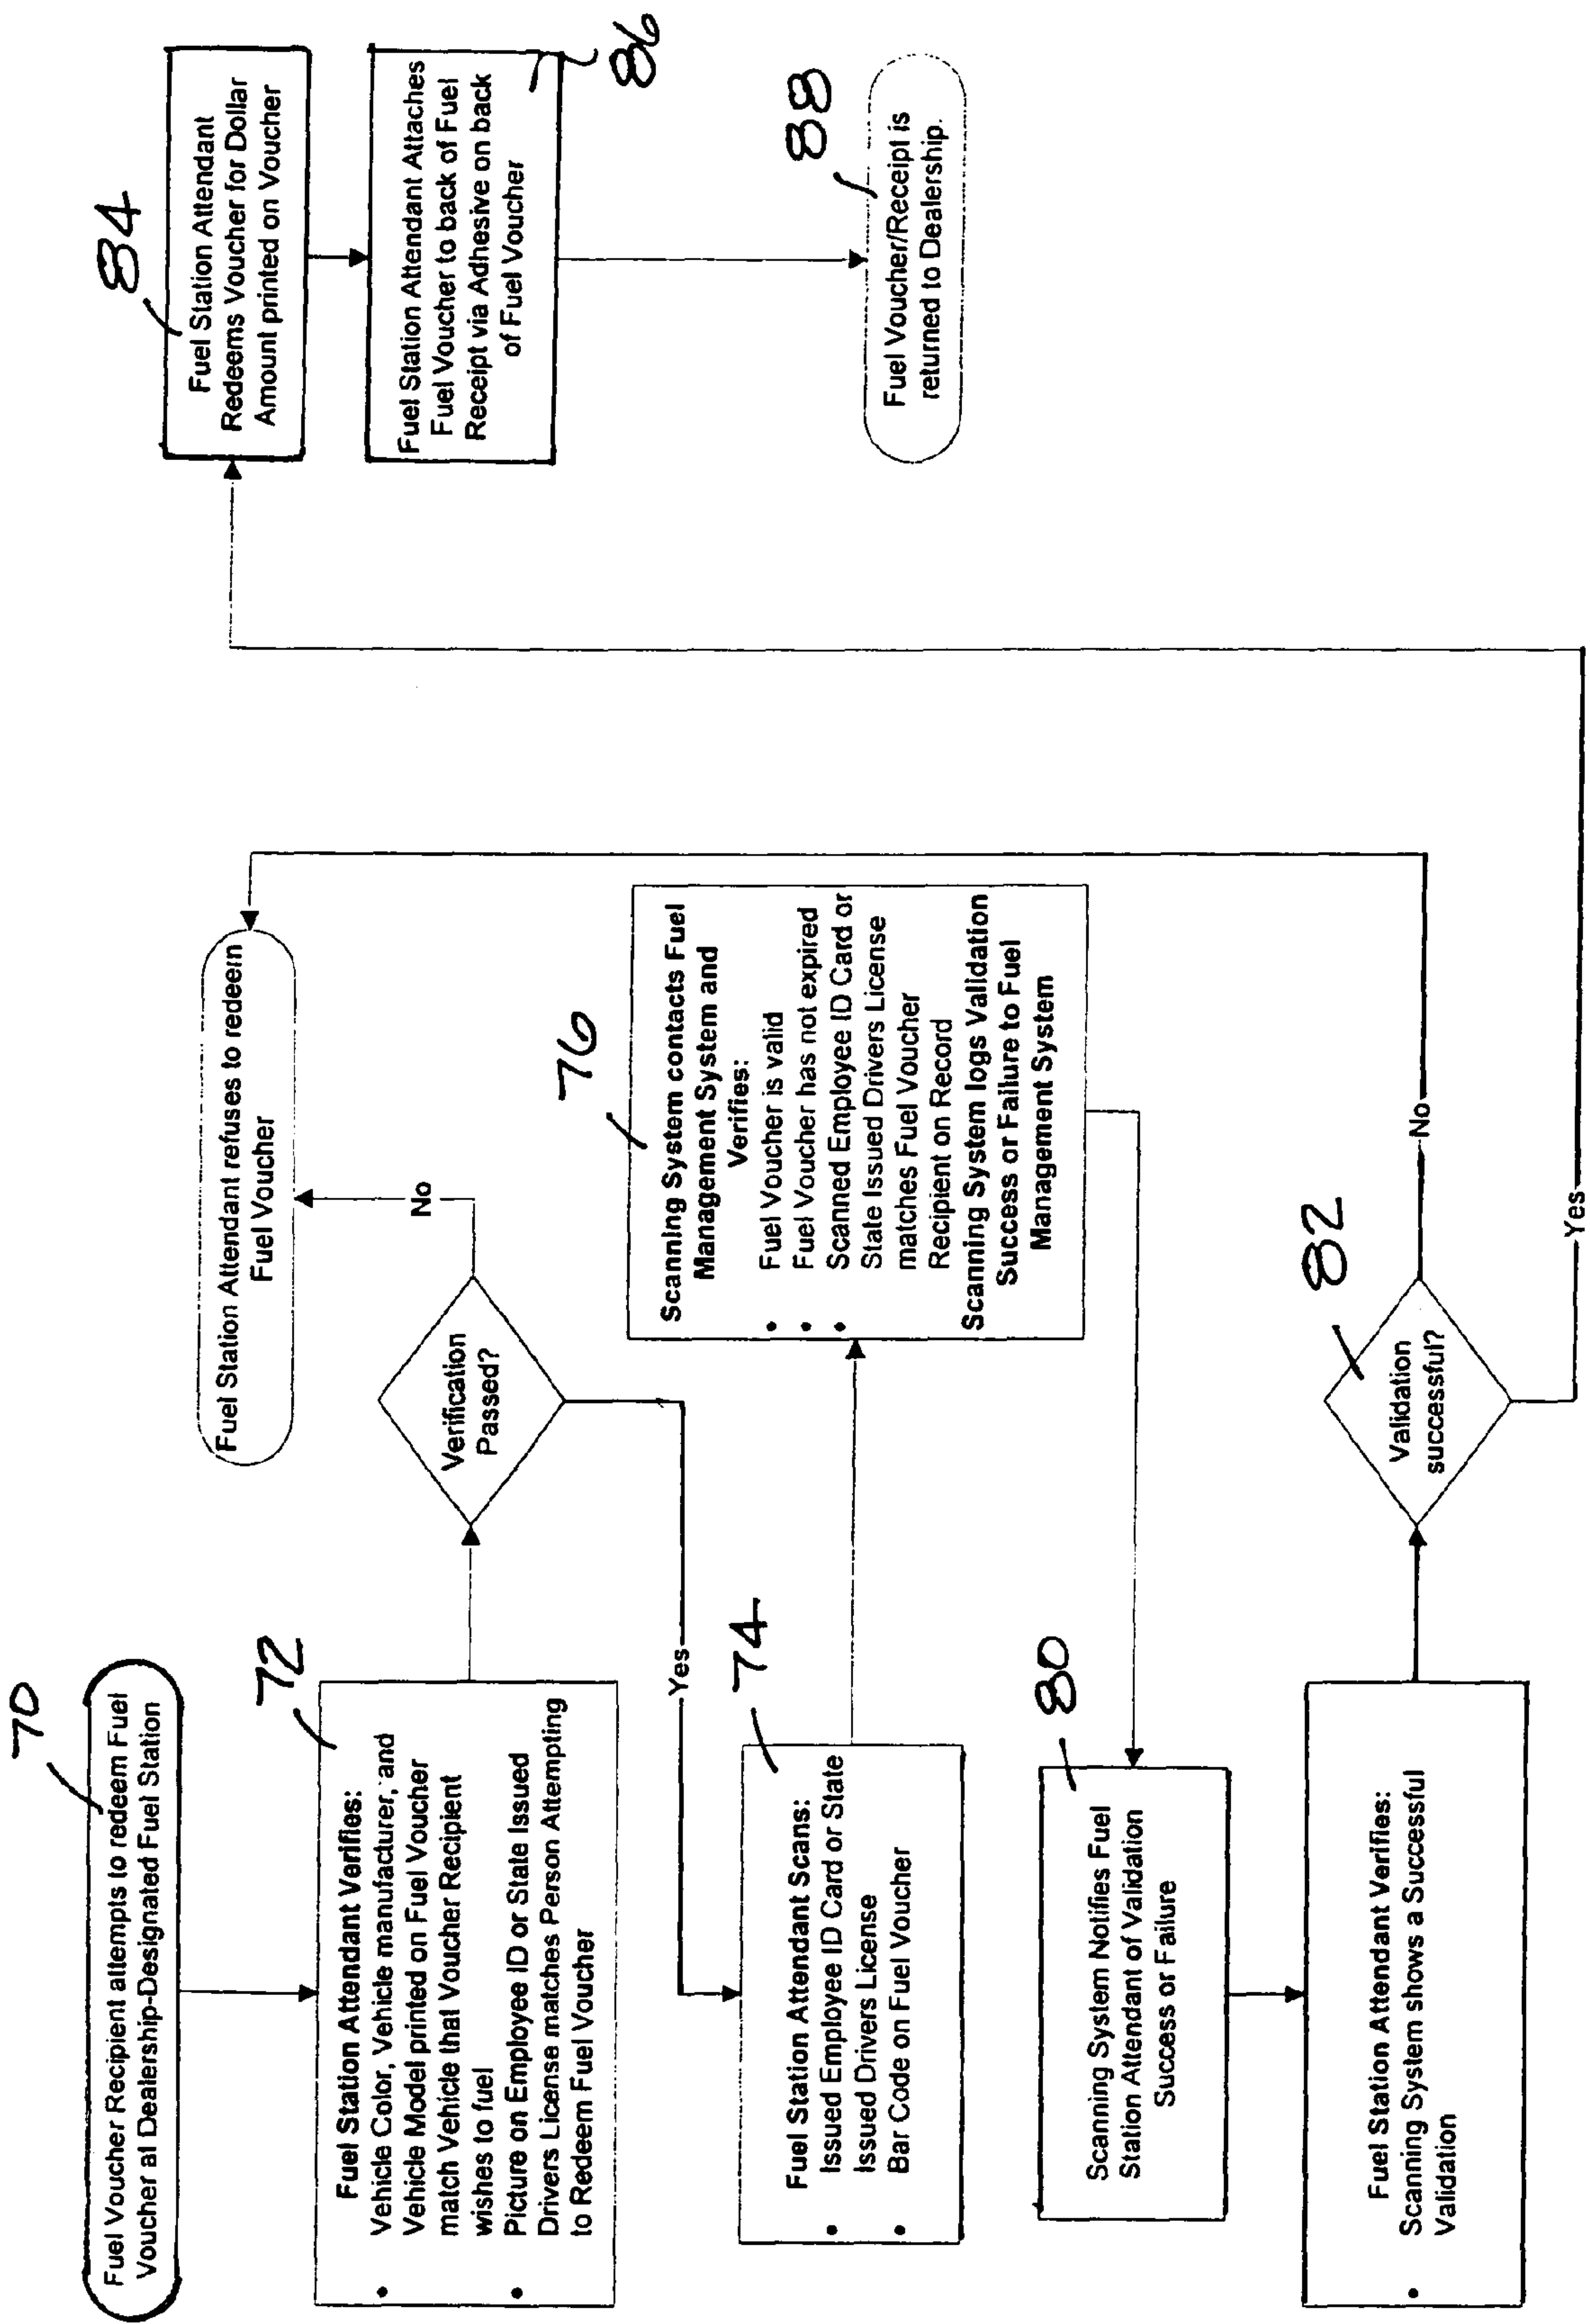 70
Fuel Voucher Recipient attempts to redeem Fuel
Voucher at Dealership-Designated Fuel Station
72
Fuel Station Attendant Verifies:
• Vehicle Color, Vehicle manufacturer, and
Vehicle Model printed on Fuel Voucher
match Vehicle that Voucher Recipient
wishes to fuel
• Picture on Employee ID or State Issued
Drivers License matches Person Attempting
to Redeem Fuel Voucher
Verification
Passed?
No
Fuel Station Attendant refuses to redeem
Fuel Voucher
Yes
74
Fuel Station Attendant Scans:
• Issued Employee ID Card or State
Issued Drivers License
• Bar Code on Fuel Voucher
76
Scanning System contacts Fuel
Management System and
Verifies:
• Fuel Voucher is valid
• Fuel Voucher has not expired
• Scanned Employee ID Card or
State Issued Drivers License
matches Fuel Voucher
Recipient on Record
Scanning System logs Validation
Success or Failure to Fuel
Management System
80
Scanning System Notifies Fuel
Station Attendant of Validation
Success or Failure
Fuel Station Attendant Verifies:
• Scanning System shows a Successful
Validation
82
Validation
successful?
No
Yes
84
Fuel Station Attendant
Redeems Voucher for Dollar
Amount printed on Voucher
86
Fuel Station Attendant Attaches
Fuel Voucher to back of Fuel
Receipt via Adhesive on back
of Fuel Voucher
88
Fuel Voucher/Receipt is
returned to Dealership.